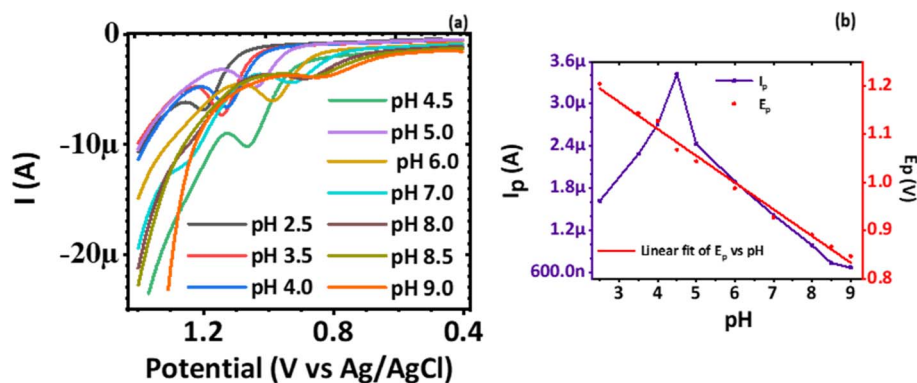 (a)
0
-10μ
-20μ
I (A)
pH 4.5
pH 5.0
pH 6.0
pH 2.5
pH 7.0
pH 3.5
pH 8.0
pH 4.0
pH 8.5
pH 9.0
1.2
0.8
0.4
Potential (V vs Ag/AgCl)
(b)
3.6μ
3.0μ
2.4μ
1.8μ
1.2μ
600.0n
Ip (A)
Ip
Ep
Linear fit of Ep vs pH
1.2
1.1
1.0
0.9
0.8
Ep (V)
3
4
5
6
7
8
9
pH